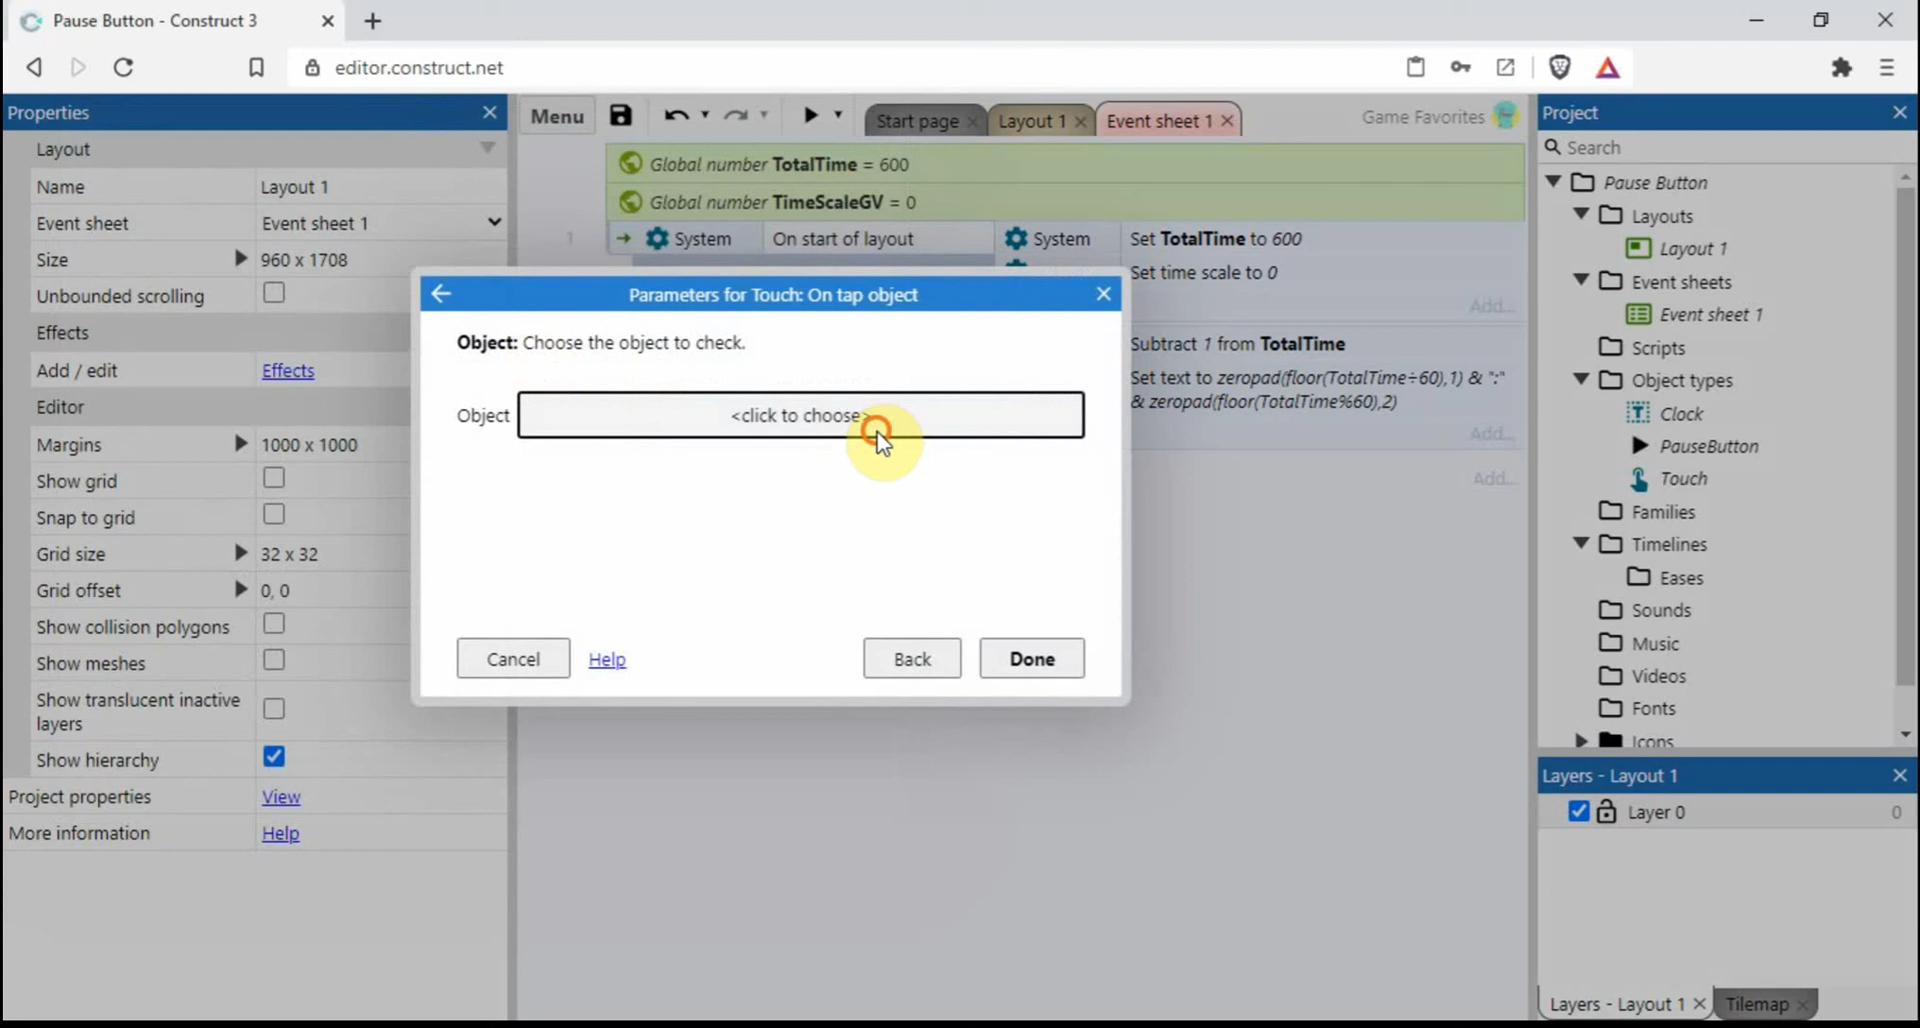 Pause Button - Construct 3
editor.construct.net
Properties
Menu
Start page
Layout 1
Event sheet 1
Game Favorites
Project
Layout
Name Layout 1
Event sheet Event sheet 1
Size 960 x 1708
Unbounded scrolling
Effects
Add / edit Effects
Editor
Margins 1000 x 1000
Show grid
Snap to grid
Grid size 32 x 32
Grid offset 0, 0
Show collision polygons
Show meshes
Show translucent inactive
layers
Show hierarchy
Project properties View
More information Help
Global number TotalTime = 600
Global number TimeScaleGV = 0
1 System On start of layout System Set TotalTime to 600
Set time scale to 0
Add...
Subtract 1 from TotalTime
Set text to zeropad(floor(TotalTime÷60),1) & ":"
& zeropad(floor(TotalTime%60),2)
Add...
Add...
Parameters for Touch: On tap object
Object: Choose the object to check.
Object <click to choose>
Cancel Help Back Done
Search
Pause Button
Layouts
Layout 1
Event sheets
Event sheet 1
Scripts
Object types
Clock
PauseButton
Touch
Families
Timelines
Eases
Sounds
Music
Videos
Fonts
Icons
Layers - Layout 1
Layer 0 0
Layers - Layout 1 Tilemap